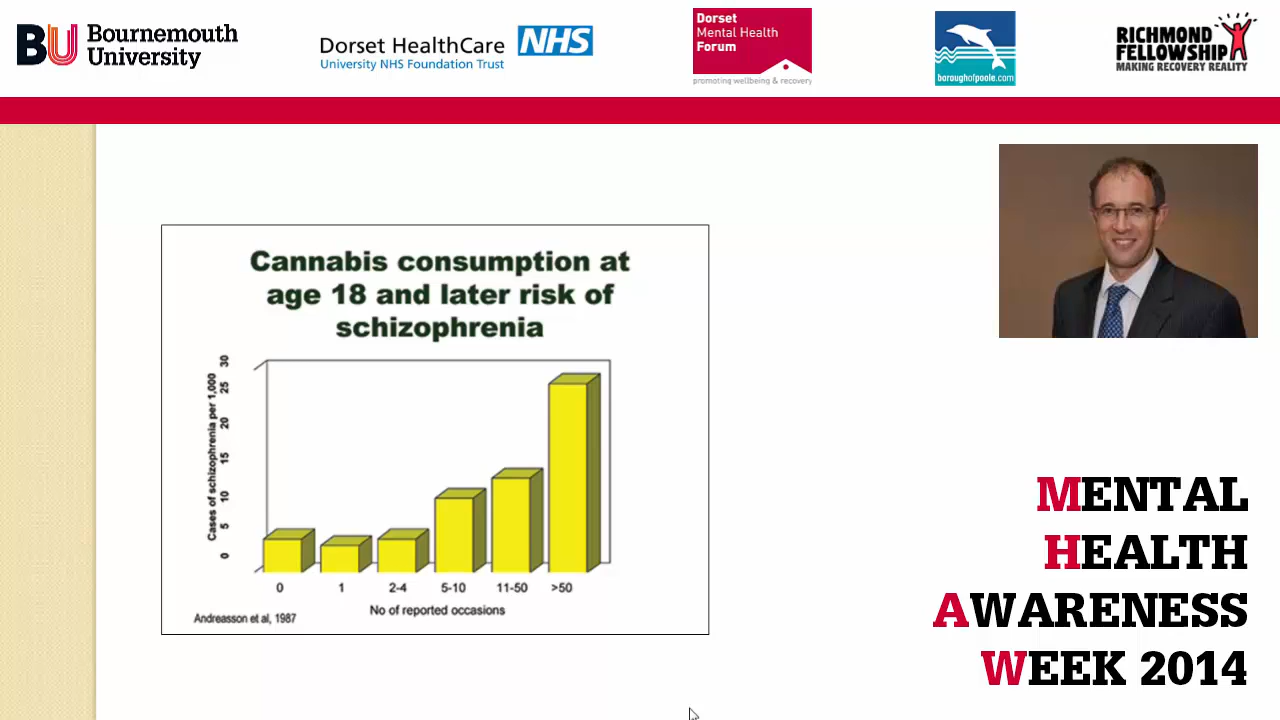 BU Bournemouth
University
Dorset HealthCare NHS
University NHS Foundation Trust
Dorset
Mental Health
Forum
promoting wellbeing & recovery
boroughofpoole.com
RICHMOND
FELLOWSHIP
MAKING RECOVERY REALITY
Cannabis consumption at
age 18 and later risk of
schizophrenia
Cases of schizophrenia per 1,000
30
25
20
15
10
5
0
0 1 2-4 5-10 11-50 >50
No of reported occasions
Andreasson et al, 1987
MENTAL
HEALTH
AWARENESS
WEEK 2014